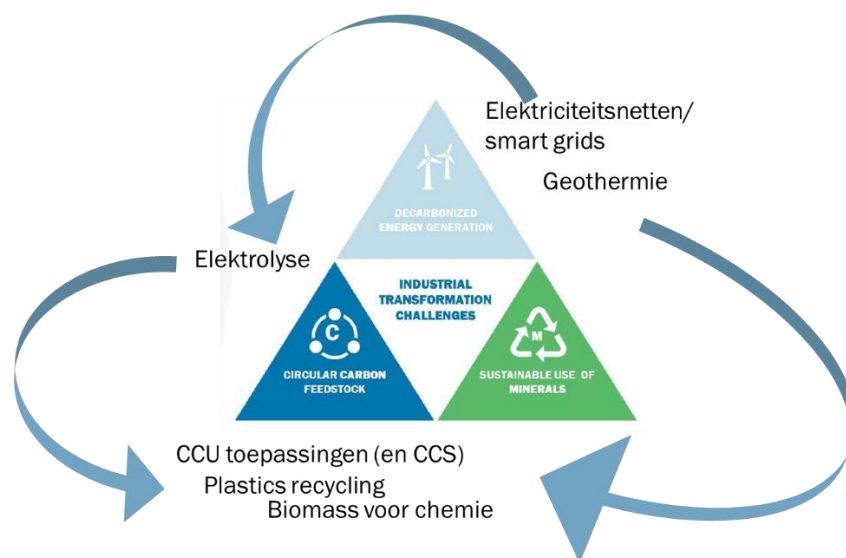 Elektriciteitsnetten/
smart grids
Geothermie
DECARBONIZED
ENERGY GENERATION
Elektrolyse
INDUSTRIAL
TRANSFORMATION
CHALLENGES
C
CIRCULAR CARBON
FEEDSTOCK
M
SUSTAINABLE USE OF
MINERALS
CCU toepassingen (en CCS)
Plastics recycling
Biomass voor chemie